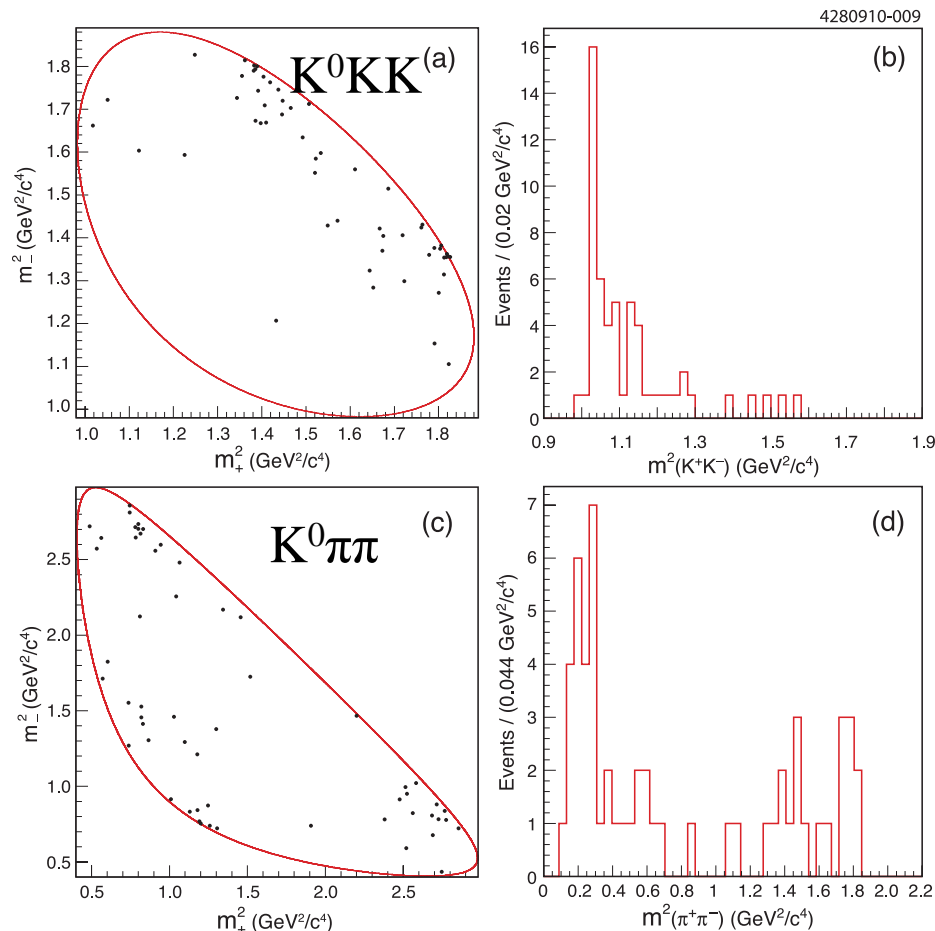 4280910-009
(a)
K⁰KK
1.8
1.7
1.6
1.5
1.4
1.3
1.2
1.1
1.0
m²₋ (GeV²/c⁴)
1.0 1.1 1.2 1.3 1.4 1.5 1.6 1.7 1.8
m²₊ (GeV²/c⁴)
(b)
16
14
12
10
8
6
4
2
0
Events / (0.02 GeV²/c⁴)
0.9 1.1 1.3 1.5 1.7 1.9
m²(K⁺K⁻) (GeV²/c⁴)
(c)
K⁰ππ
2.5
2.0
1.5
1.0
0.5
m²₋ (GeV²/c⁴)
0.5 1.0 1.5 2.0 2.5
m²₊ (GeV²/c⁴)
(d)
7
6
5
4
3
2
1
0
Events / (0.044 GeV²/c⁴)
0 0.2 0.4 0.6 0.8 1 1.2 1.4 1.6 1.8 2.0 2.2
m²(π⁺π⁻) (GeV²/c⁴)